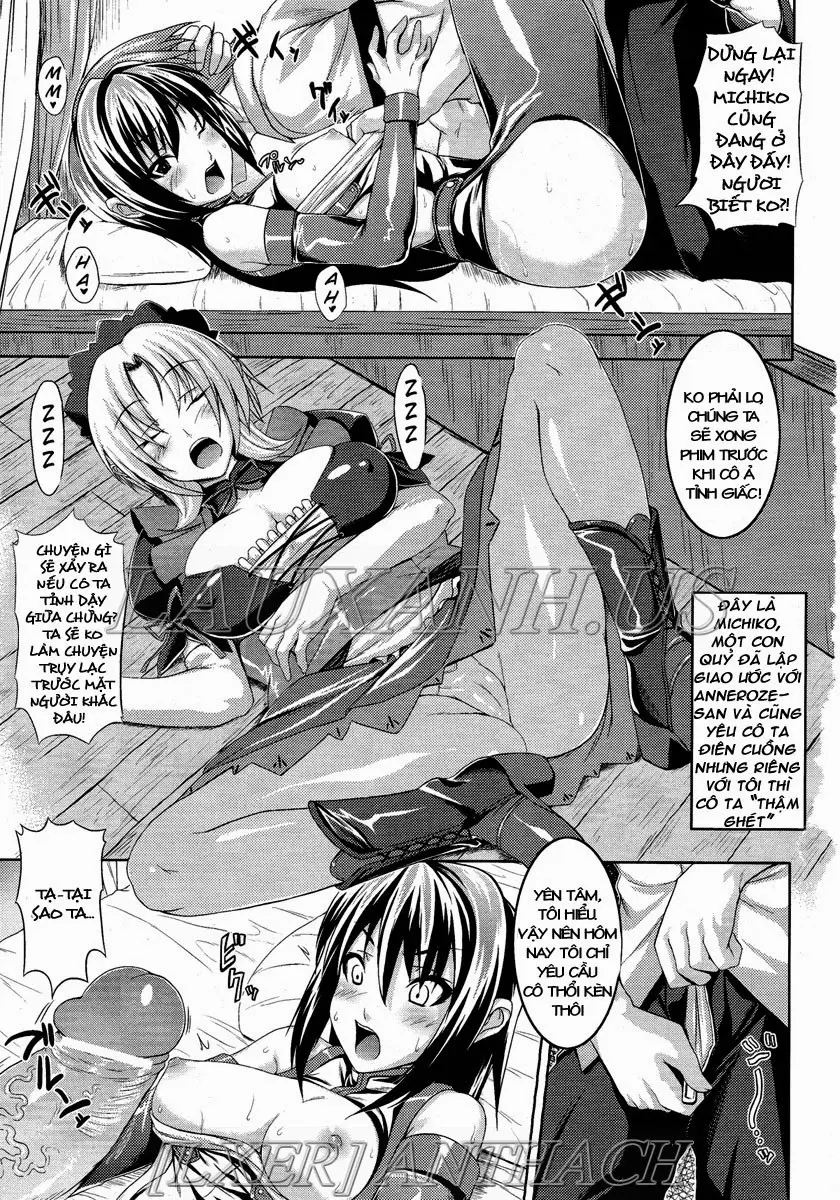 DỪNG LẠI
NGAY!
MICHIKO
CŨNG
ĐANG Ở
ĐÂY ĐẤY!
NGƯỜI
BIẾT KO?!
MM
HA
AH
ZZZ
ZZZ
KO PHẢI LO,
CHÚNG TA
SẼ XONG
PHIM TRƯỚC
KHI CÔ Ả
TỈNH GIẤC!
CHUYỆN GÌ
SẼ XẢY RA
NẾU CÔ TA
TỈNH DẬY
GIỮA CHỪNG?
TA SẼ KO
LÀM CHUYỆN
TRỤY LẠC
TRƯỚC MẶT
NGƯỜI KHÁC
ĐÂU!
LAUXANH.US
ĐÂY LÀ
MICHIKO,
MỘT CON
QUỶ ĐÃ LẬP
GIAO ƯỚC VỚI
ANNEROZE-
SAN VÀ CŨNG
YÊU CÔ TA
ĐIÊN CUỒNG
NHƯNG RIÊNG
VỚI TÔI THÌ
CÔ TA "THẬM
GHÉT"
TẠ-TẠI
SAO TA...
YÊN TÂM,
TÔI HIỂU.
VẬY NÊN HÔM
NAY TÔI CHỈ
YÊU CẦU
CÔ THỔI KÈN
THÔI
[LXER] ANTHACH